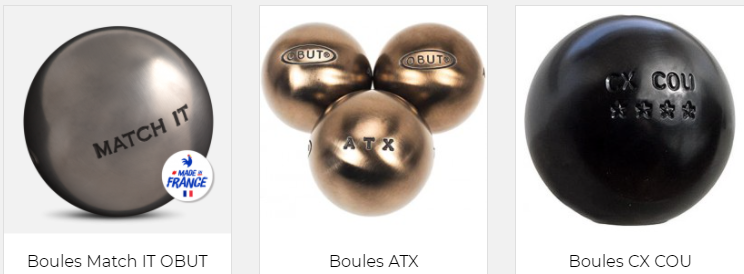 MATCH IT
MADE IN
FRANCE
Boules Match IT OBUT
OBUT®
OBUT®
ATX
Boules ATX
CX COU
★★★★
Boules CX COU